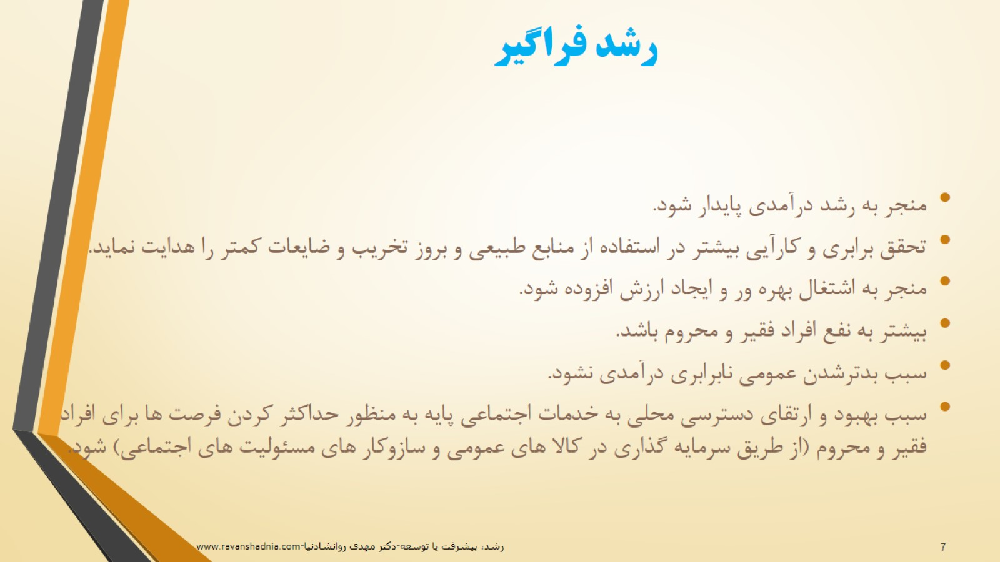 رشد فراگیر
• منجر به رشد درآمدی پایدار شود.
• تحقق برابری و کارآیی بیشتر در استفاده از منابع طبیعی و بروز تخریب و ضایعات کمتر را هدایت نماید.
• منجر به اشتغال بهره ور و ایجاد ارزش افزوده شود.
• بیشتر به نفع افراد فقیر و محروم باشد.
• سبب بدترشدن عمومی نابرابری درآمدی نشود.
• سبب بهبود و ارتقای دسترسی محلی به خدمات اجتماعی پایه به منظور حداکثر کردن فرصت ها برای افراد
فقیر و محروم (از طریق سرمایه گذاری در کالا های عمومی و سازوکار های مسئولیت های اجتماعی) شود.
رشد، پیشرفت یا توسعه-دکتر مهدی روانشادنیا-www.ravanshadnia.com
7